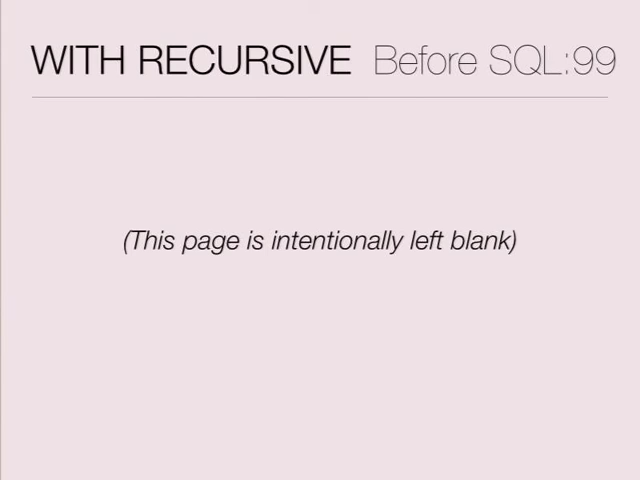 WITH RECURSIVE Before SQL:99
(This page is intentionally left blank)